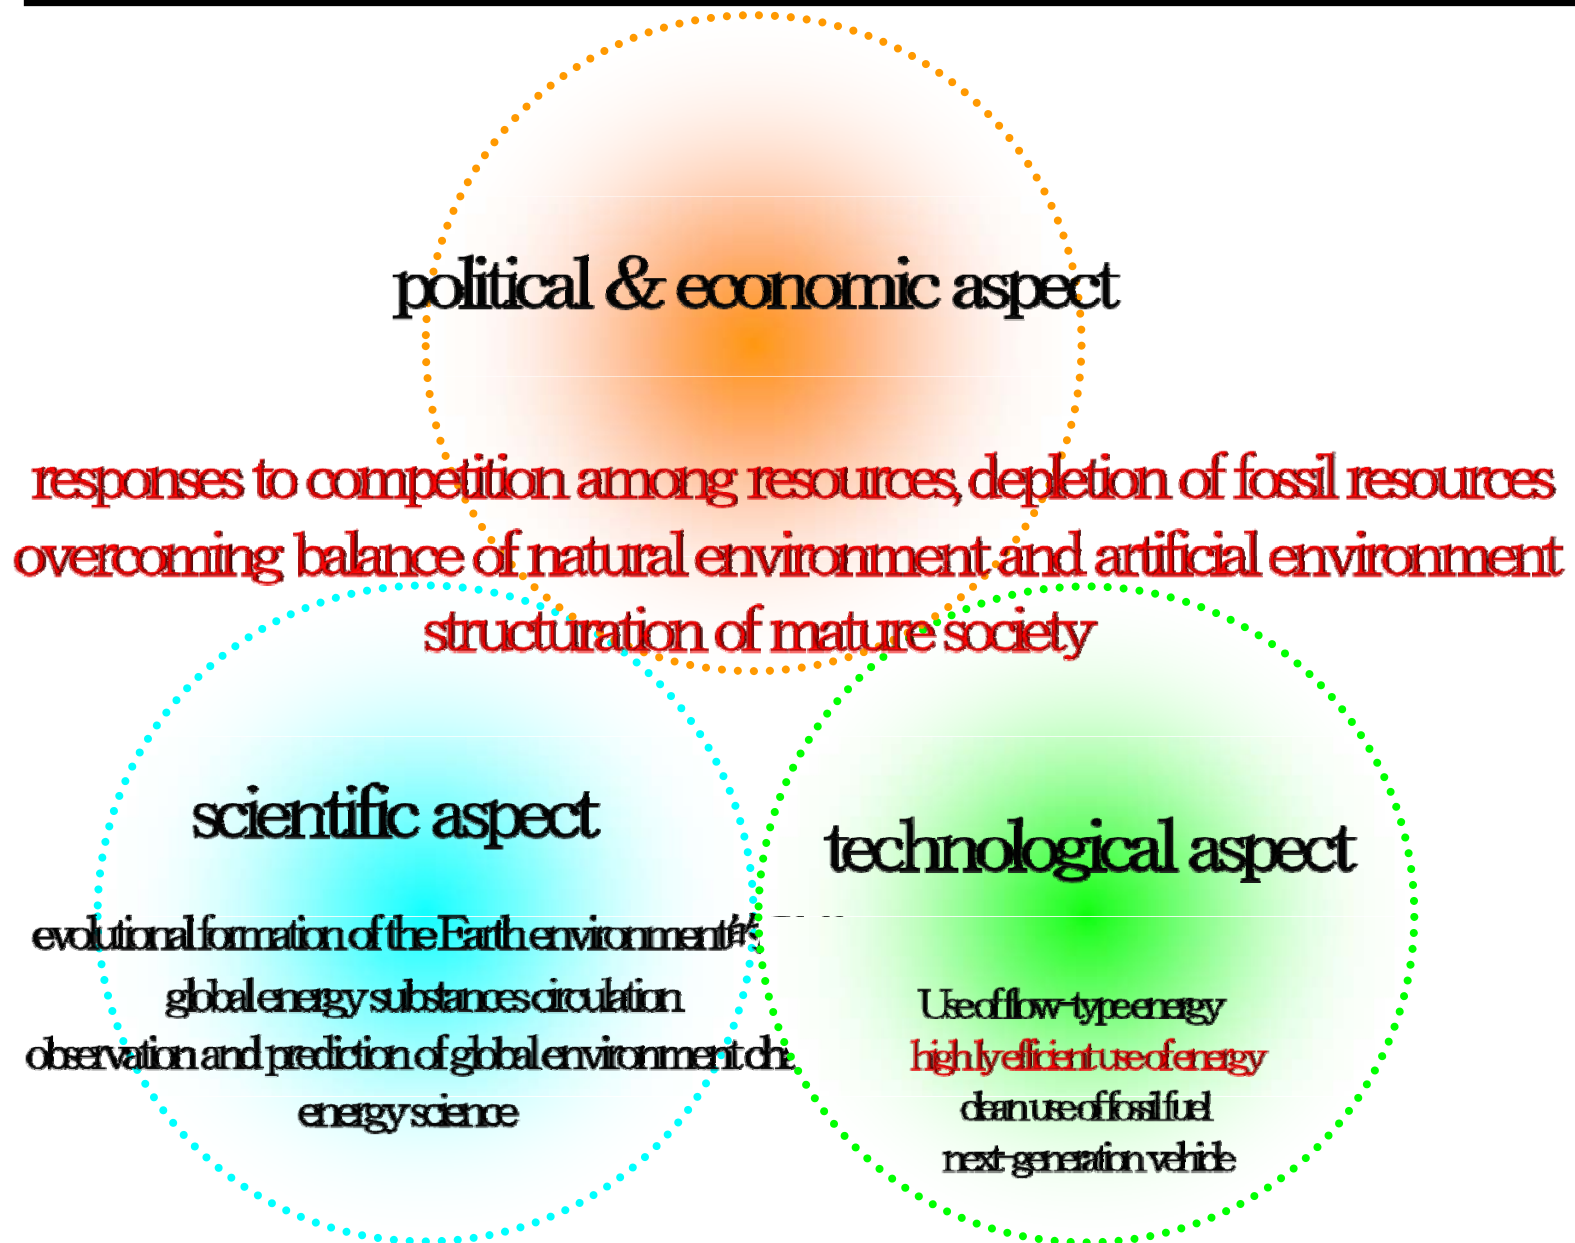 political & economic aspect
responses to competition among resources, depletion of fossil resources
overcoming balance of natural environment and artificial environment
structuration of mature society
scientific aspect
evolutional formation of the Earth environment
global energy substances circulation
observation and prediction of global environment
energy science
technological aspect
Use of flow-type energy
highly efficient use of energy
clean use of fossil fuel
next-generation vehicle